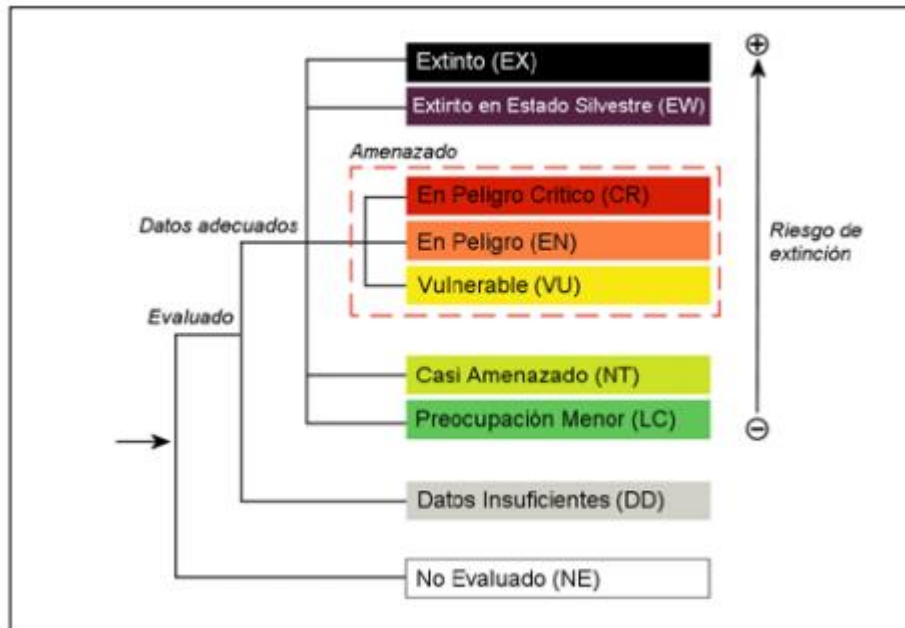 Extinto (EX)
Extinto en Estado Silvestre (EW)
Amenazado
En Peligro Crítico (CR)
Datos adecuados
En Peligro (EN)
Riesgo de
extinción
Vulnerable (VU)
Evaluado
Casi Amenazado (NT)
Preocupación Menor (LC)
Datos Insuficientes (DD)
No Evaluado (NE)